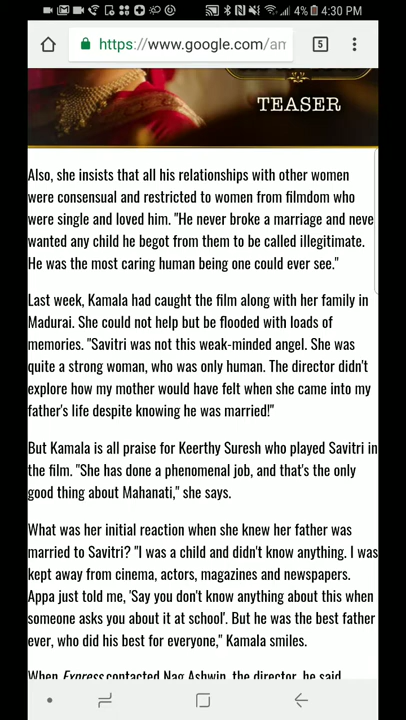 4% 4:30 PM
https://www.google.com/am
5
TEASER
Also, she insists that all his relationships with other women
were consensual and restricted to women from filmdom who
were single and loved him. "He never broke a marriage and neve
wanted any child he begot from them to be called illegitimate.
He was the most caring human being one could ever see."
Last week, Kamala had caught the film along with her family in
Madurai. She could not help but be flooded with loads of
memories. "Savitri was not this weak-minded angel. She was
quite a strong woman, who was only human. The director didn't
explore how my mother would have felt when she came into my
father's life despite knowing he was married!"
But Kamala is all praise for Keerthy Suresh who played Savitri in
the film. "She has done a phenomenal job, and that's the only
good thing about Mahanati," she says.
What was her initial reaction when she knew her father was
married to Savitri? "I was a child and didn't know anything. I was
kept away from cinema, actors, magazines and newspapers.
Appa just told me, 'Say you don't know anything about this when
someone asks you about it at school'. But he was the best father
ever, who did his best for everyone," Kamala smiles.
When Express contacted Nag Ashwin, the director, he said